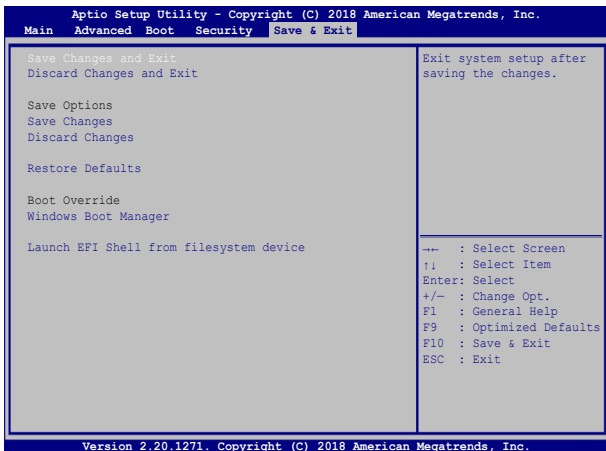 Aptio Setup Utility - Copyright (C) 2018 American Megatrends, Inc.
Main Advanced Boot Security Save & Exit
Save Changes and Exit
Discard Changes and Exit
Save Options
Save Changes
Discard Changes
Restore Defaults
Boot Override
Windows Boot Manager
Launch EFI Shell from filesystem device
Exit system setup after
saving the changes.
→← : Select Screen
↑↓ : Select Item
Enter: Select
+/— : Change Opt.
F1 : General Help
F9 : Optimized Defaults
F10 : Save & Exit
ESC : Exit
Version 2.20.1271. Copyright (C) 2018 American Megatrends, Inc.